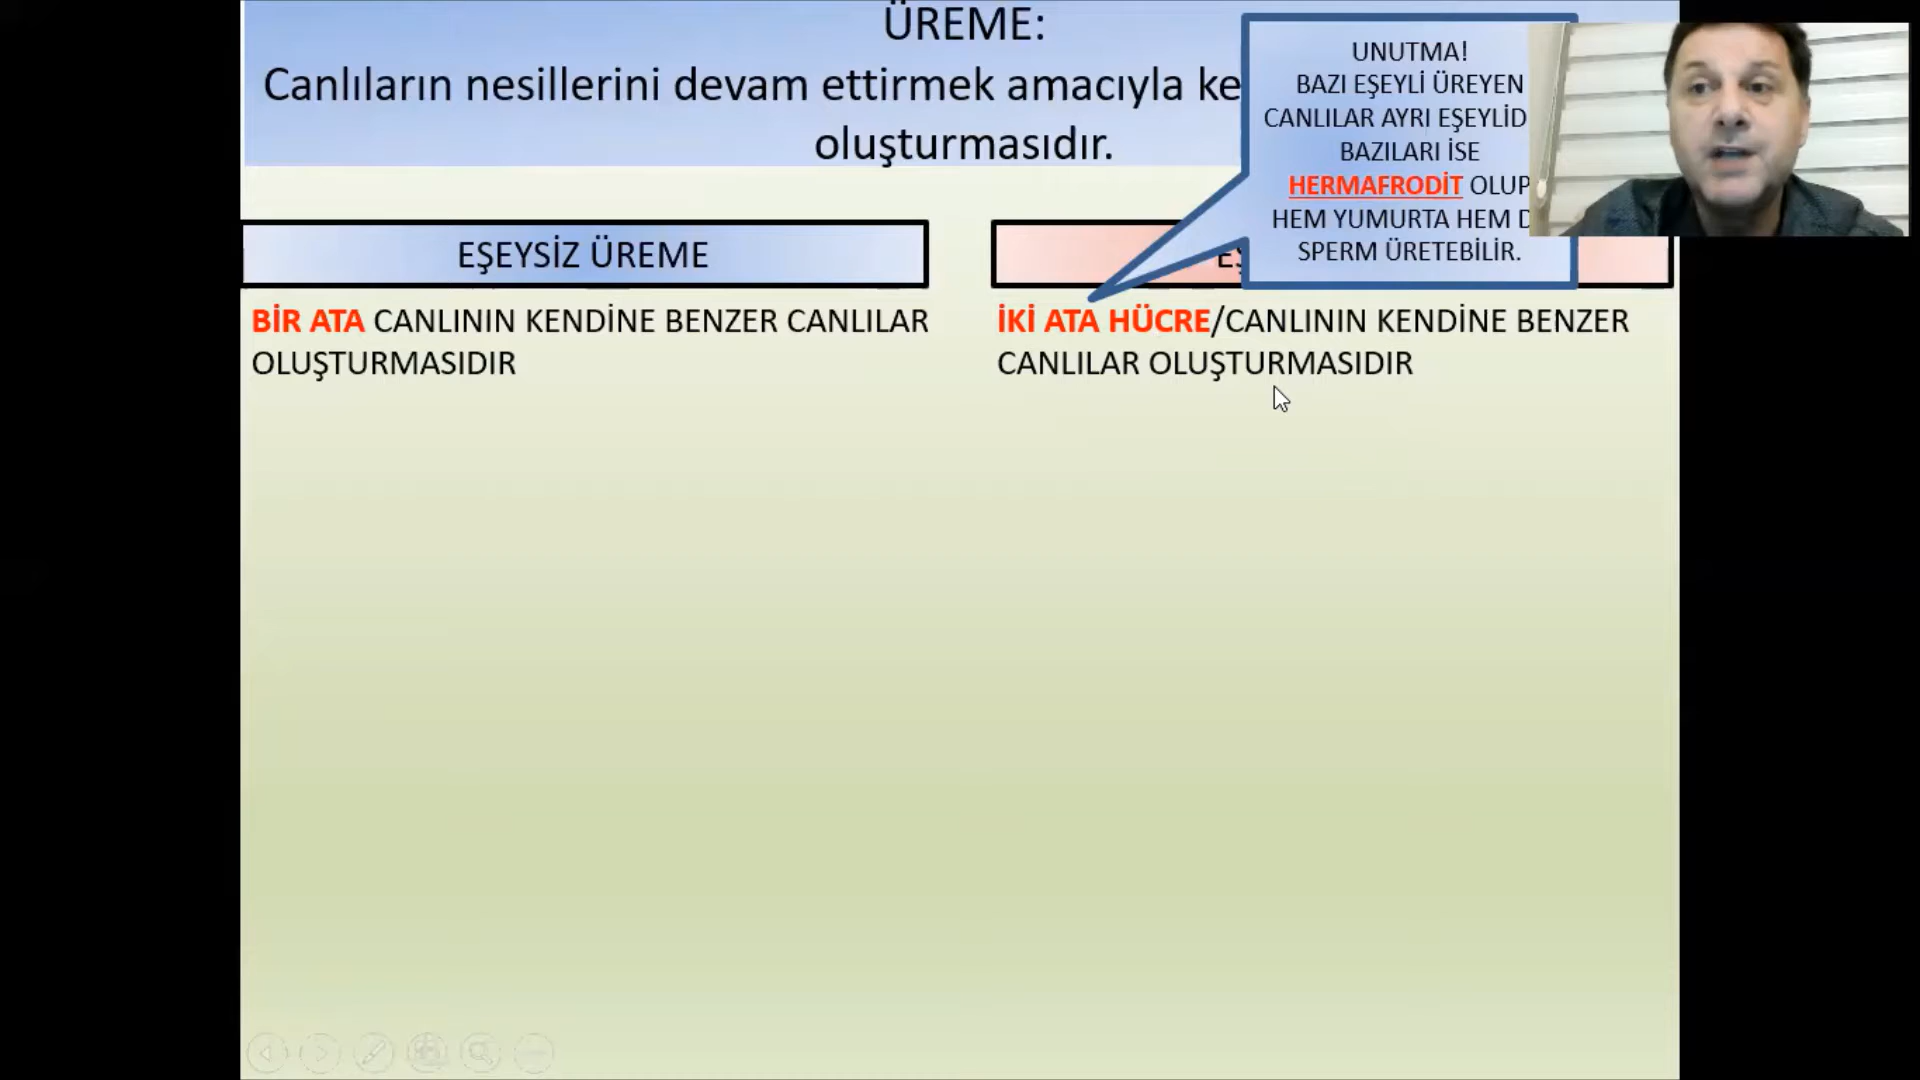 ÜREME:
Canlıların nesillerini devam ettirmek amacıyla
oluşturmasıdır.
UNUTMA!
BAZI EŞEYLİ ÜREYEN
CANLILAR AYRI
BAZILARI İSE
HERMAFRODİT OLUP
HEM YUMURTA HEM
SPERM ÜRETEBİLİR.
EŞEYSİZ ÜREME
BİR ATA CANLININ KENDİNE BENZER CANLILAR
OLUŞTURMASIDIR
İKİ ATA HÜCRE/CANLININ KENDİNE BENZER
CANLILAR OLUŞTURMASIDIR